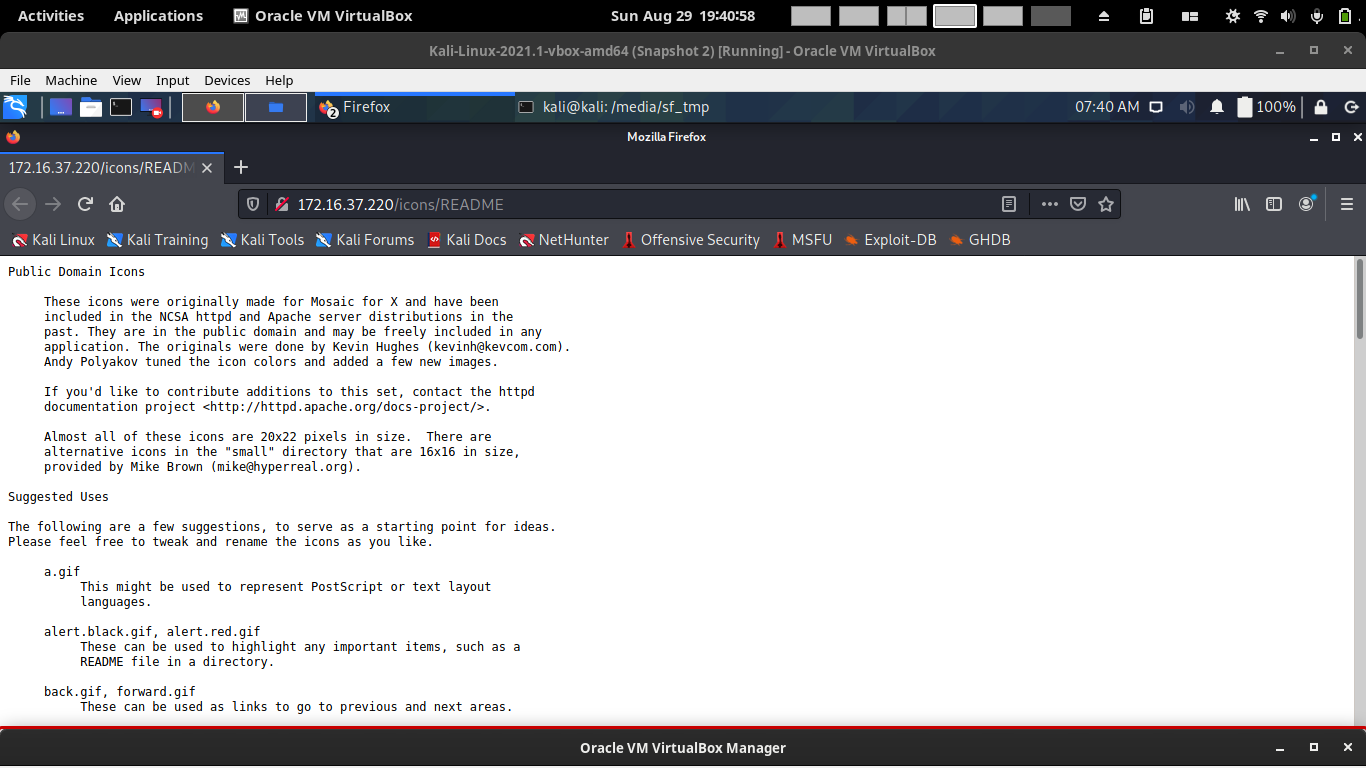 Activities Applications Oracle VM VirtualBox Sun Aug 29 19:40:58
Kali-Linux-2021.1-vbox-amd64 (Snapshot 2) [Running] - Oracle VM VirtualBox
File Machine View Input Devices Help
2 Firefox kali@kali: /media/sf_tmp 07:40 AM 100%
Mozilla Firefox
172.16.37.220/icons/READM
172.16.37.220/icons/README
Kali Linux Kali Training Kali Tools Kali Forums Kali Docs NetHunter Offensive Security MSFU Exploit-DB GHDB
Public Domain Icons
These icons were originally made for Mosaic for X and have been
included in the NCSA httpd and Apache server distributions in the
past. They are in the public domain and may be freely included in any
application. The originals were done by Kevin Hughes (kevinh@kevcom.com).
Andy Polyakov tuned the icon colors and added a few new images.
If you'd like to contribute additions to this set, contact the httpd
documentation project <http://httpd.apache.org/docs-project/>.
Almost all of these icons are 20x22 pixels in size.  There are
alternative icons in the "small" directory that are 16x16 in size,
provided by Mike Brown (mike@hyperreal.org).
Suggested Uses
The following are a few suggestions, to serve as a starting point for ideas.
Please feel free to tweak and rename the icons as you like.
a.gif
This might be used to represent PostScript or text layout
languages.
alert.black.gif, alert.red.gif
These can be used to highlight any important items, such as a
README file in a directory.
back.gif, forward.gif
These can be used as links to go to previous and next areas.
Oracle VM VirtualBox Manager